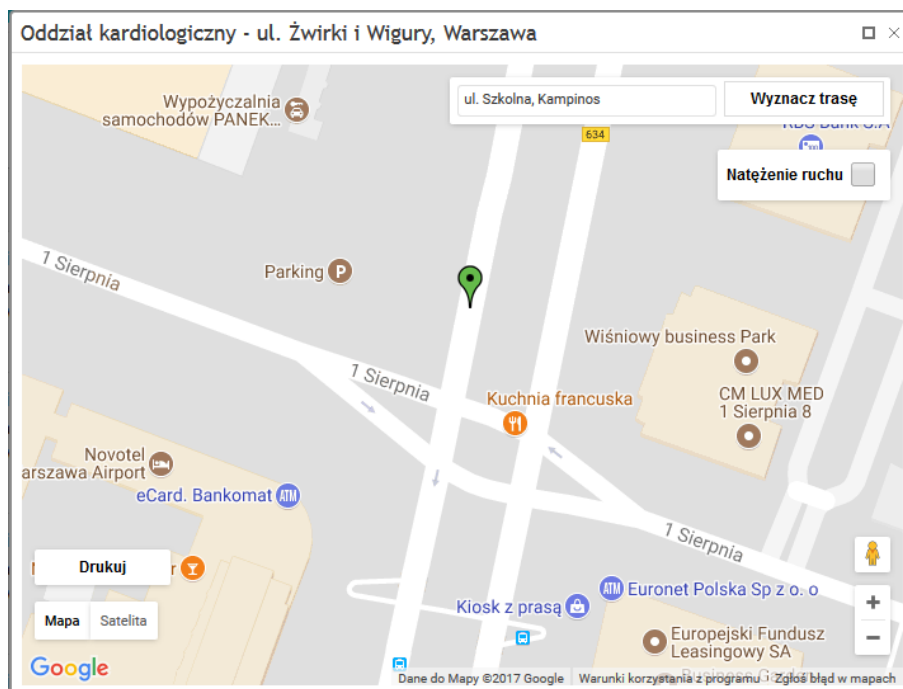 Oddział kardiologiczny - ul. Żwirki i Wigury, Warszawa
ul. Szkolna, Kampinos
Wyznacz trasę
Wypożyczalnia
samochodów PANEK...
634
Natężenie ruchu
1 Sierpnia
Parking
P
Wiśniowy business Park
1 Sierpnia
CM LUX MED
1 Sierpnia 8
Kuchnia francuska
Novotel
arszawa Airport
eCard. Bankomat
ATM
1 Sierpnia
Drukuj
r
ATM
Euronet Polska Sp z o. o
Kiosk z prasą
Mapa
Satelita
+
−
Europejski Fundusz
Leasingowy SA
Google
Dane do Mapy ©2017 Google
Warunki korzystania z programu
Zgłoś błąd w mapach